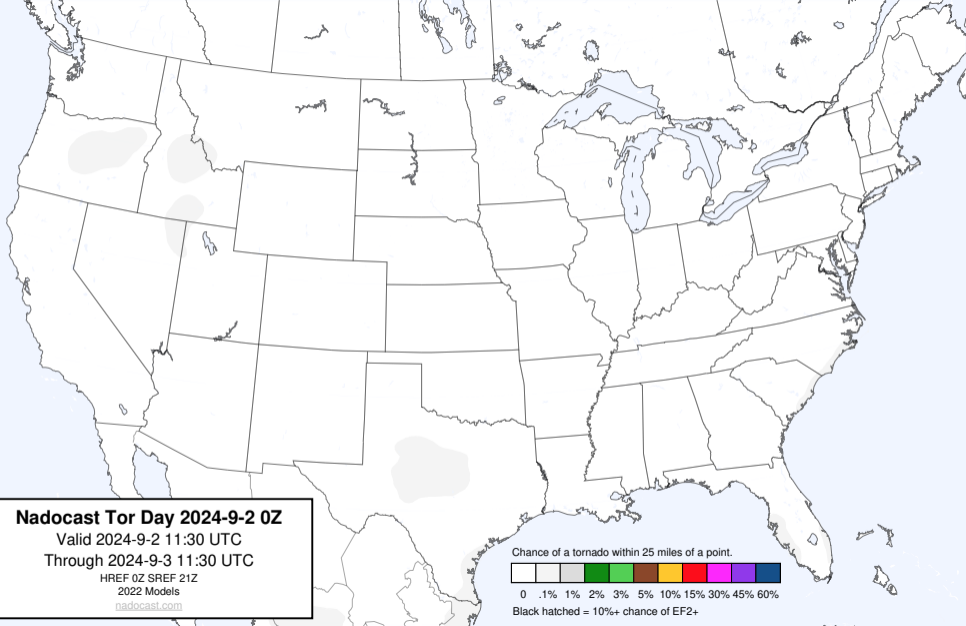 Nadocast Tor Day 2024-9-2 0Z
Valid 2024-9-2 11:30 UTC
Through 2024-9-3 11:30 UTC
HREF 0Z SREF 21Z
2022 Models
nadocast.com
Chance of a tornado within 25 miles of a point.
0 .1% 1% 2% 3% 5% 10% 15% 30% 45% 60%
Black hatched = 10%+ chance of EF2+